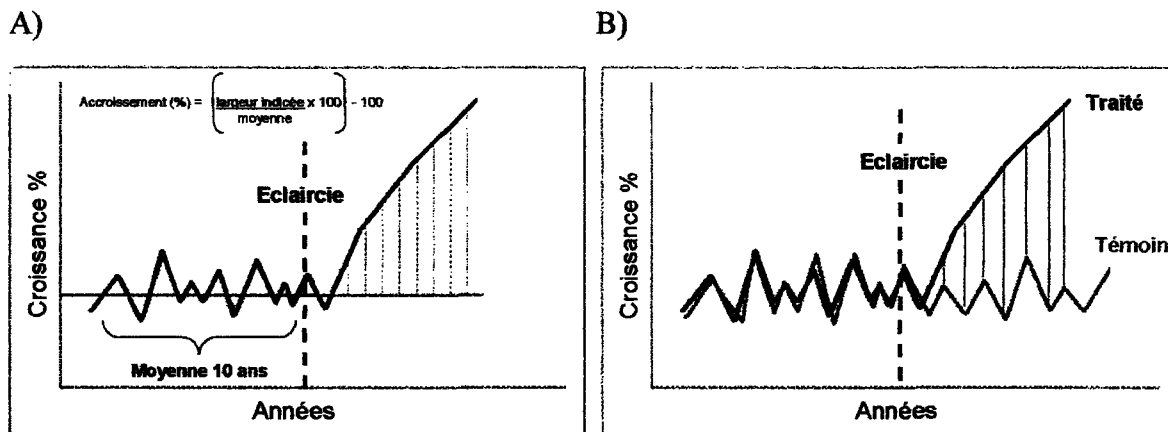 A)
Accroissement (%) = (largeur indicée x 100) - 100
moyenne
Eclaircie
Croissance %
Moyenne 10 ans
Années
B)
Traité
Eclaircie
Croissance %
Témoin
Années